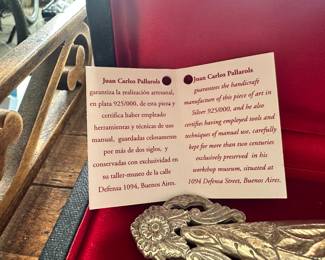 Juan Carlos Pallarols
garantiza la realización artesanal,
en plata 925/000, de esta pieza y
certifica haber empleado
herramientas y técnicas de uso
manual, guardadas celosamente
por más de dos siglos, y
conservadas con exclusividad en
su taller-museo de la calle
Defensa 1094, Buenos Aires.
Juan Carlos Pallarols
guarantees the handicraft
manufacture of this piece of art in
Silver 925/000, and he also
certifies having employed tools and
techniques of manual use, carefully
kept for more than two centuries
exclusively preserved in his
workshop museum, situated at
1094 Defensa Street, Buenos Aires.